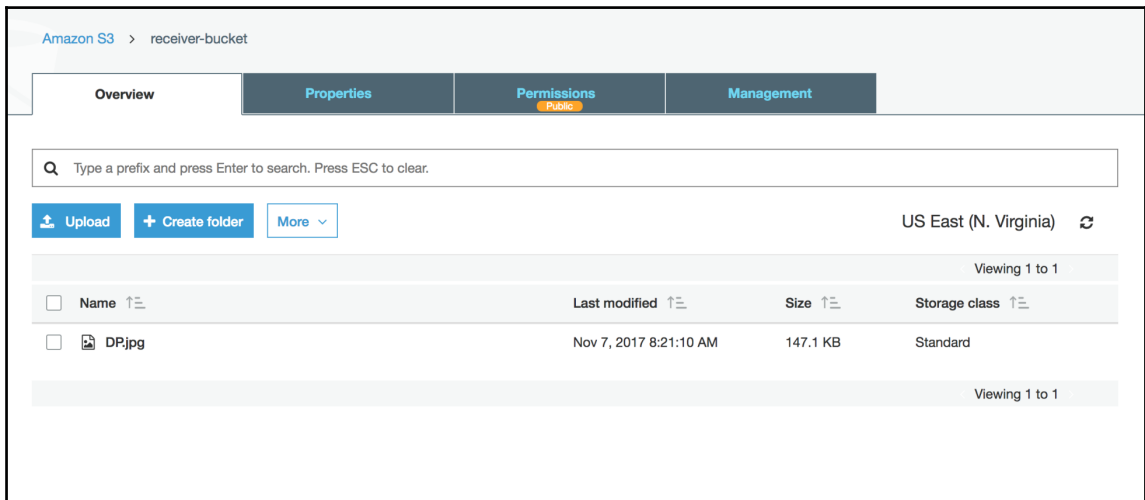 Amazon S3 > receiver-bucket
Overview Properties Permissions Management
Public
Type a prefix and press Enter to search. Press ESC to clear.
Upload + Create folder More US East (N. Virginia)
Viewing 1 to 1
Name Last modified Size Storage class
DP.jpg Nov 7, 2017 8:21:10 AM 147.1 KB Standard
Viewing 1 to 1